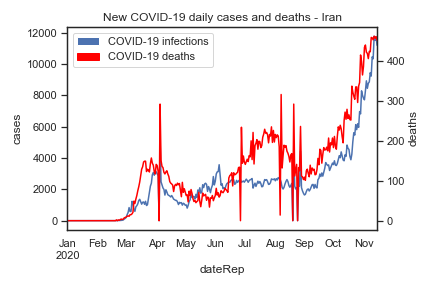 New COVID-19 daily cases and deaths - Iran
COVID-19 infections
COVID-19 deaths
12000
10000
8000
6000
4000
2000
0
cases
400
300
200
100
0
deaths
Jan Feb Mar Apr May Jun Jul Aug Sep Oct Nov
2020
dateRep